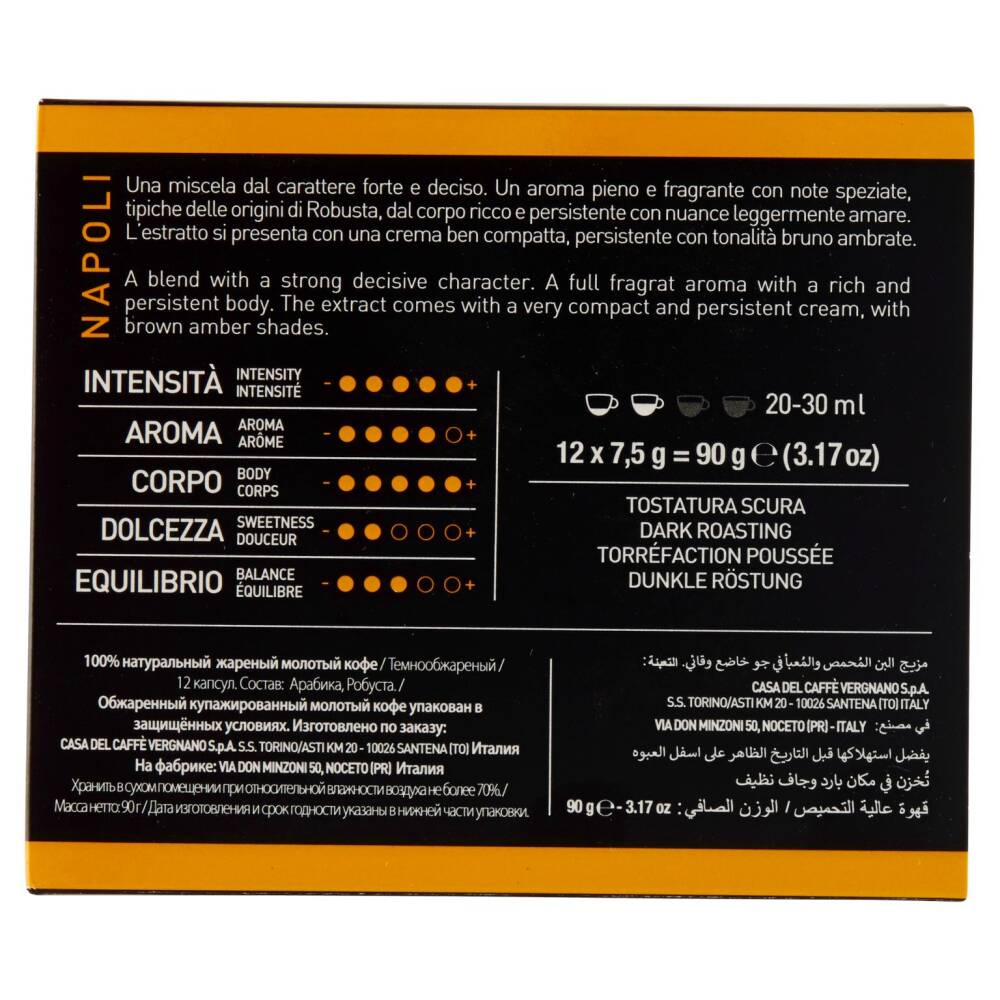 NAPOLI
Una miscela dal carattere forte e deciso. Un aroma pieno e fragrante con note speziate,
tipiche delle origini di Robusta, dal corpo ricco e persistente con nuance leggermente amare.
L'estratto si presenta con una crema ben compatta, persistente con tonalità bruno ambrate.
A blend with a strong decisive character. A full fragrat aroma with a rich and
persistent body. The extract comes with a very compact and persistent cream, with
brown amber shades.
INTENSITÀ INTENSITY - +
INTENSITÉ
AROMA AROMA - +
ARÔME
CORPO BODY - +
CORPS
DOLCEZZA SWEETNESS - +
DOUCEUR
EQUILIBRIO BALANCE - +
ÉQUILIBRE
20-30 ml
12 x 7,5 g = 90 g ℮ (3.17 oz)
TOSTATURA SCURA
DARK ROASTING
TORRÉFACTION POUSSÉE
DUNKLE RÖSTUNG
100% натуральный жареный молотый кофе / Темнообжареный /
12 капсул. Состав: Арабика, Робуста. /
Обжаренный купажированный молотый кофе упакован в
защищённых условиях. Изготовлено по заказу:
CASA DEL CAFFÈ VERGNANO S.p.A. S.S. TORINO/ASTI KM 20 - 10026 SANTENA (TO) Италия
На фабрике: VIA DON MINZONI 50, NOCETO (PR) Италия
Хранить в сухом помещении при относительной влажности воздуха не более 70%. /
Масса нетто: 90 г / Дата изготовления и срок годности указаны в нижней части упаковки.
مزيج البن المُحمص والمُعبأ في جو خاضع وقائي. التعبئة:
CASA DEL CAFFÈ VERGNANO S.p.A.
S.S. TORINO/ASTI KM 20 - 10026 SANTENA (TO) ITALY
في مصنع: VIA DON MINZONI 50, NOCETO (PR) - ITALY
يفضل استهلاكها قبل التاريخ الظاهر على اسفل العبوه
تُخزن في مكان بارد وجاف نظيف
قهوة عالية التحميص / الوزن الصافي: 90 g ℮ - 3.17 oz